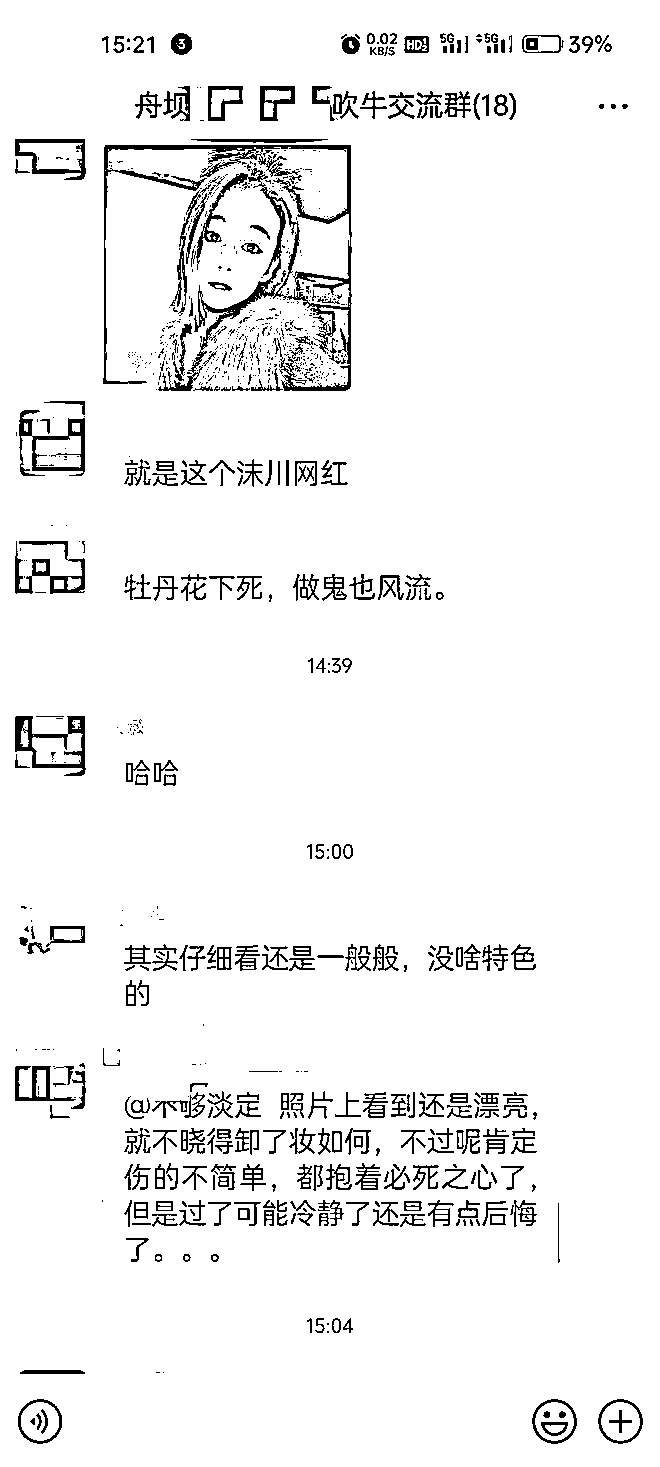 15:21 3 0.02 KB/S HD 5G 5G 39%
舟坝 吹牛交流群(18)
就是这个沫川网红
牡丹花下死，做鬼也风流。
14:39
哈哈
15:00
其实仔细看还是一般般，没啥特色
的
@不够淡定 照片上看到还是漂亮，
就不晓得卸了妆如何，不过呢肯定
伤的不简单，都抱着必死之心了，
但是过了可能冷静了还是有点后悔
了。。。
15:04